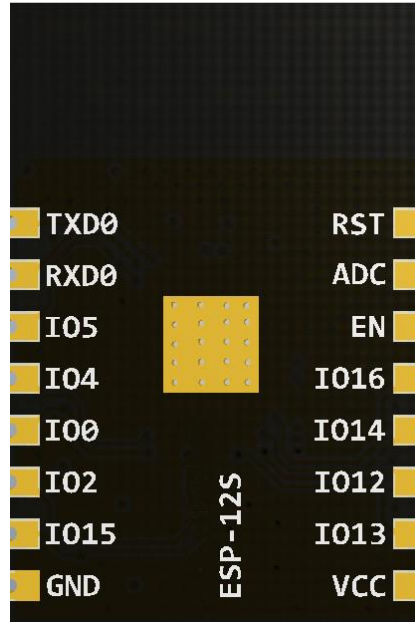 TXD0 RST
RXD0 ADC
IO5 EN
IO4 IO16
IO0 IO14
IO2 IO12
IO15 IO13
GND VCC
ESP-12S